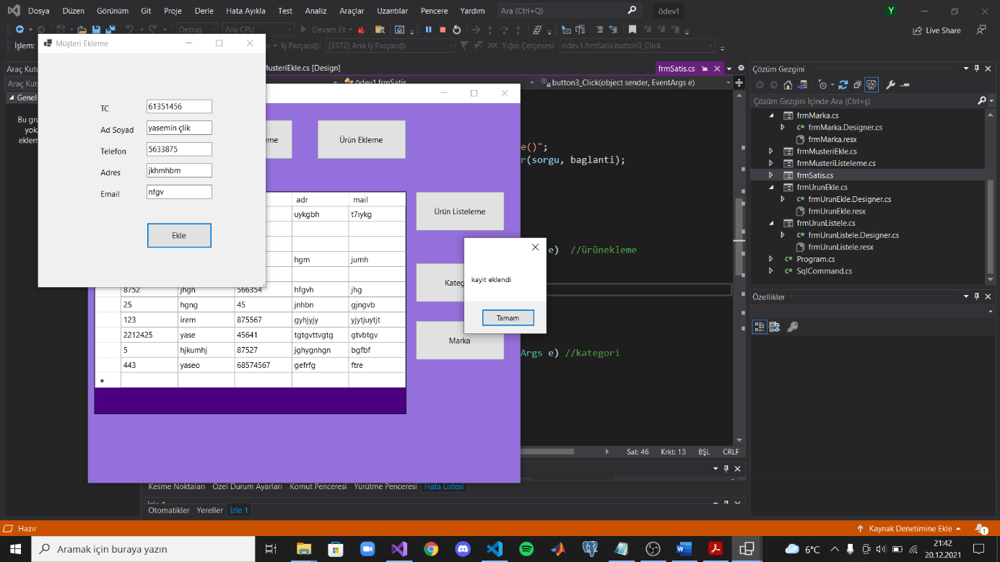 Dosya Düzen Görünüm Git Proje Derle Hata Ayıkla Test Analiz Araçlar Uzantılar Pencere Yardım Ara (Ctrl+Q) ödev1 Y
Debug Any CPU Devam Et Live Share
İşlem: İş Parçacığı: [3372] Ana İş Parçacığı Yığın Çerçevesi: ödev1.frmSatis.button3_Click
Müşteri Ekleme
TC 61351456
Ad Soyad yasemin çlik
Telefon 5633875
Adres jkhmhbm
Email nfgv
Ekle
Araç Kutu
Araç Kutu
Genel
Bu gru
yok.
eklem
MusteriEkle.cs [Design]
frmSatis.cs
ödev1.frmSatis
button3_Click(object sender, EventArgs e)
eme
Ürün Ekleme
e()";
r(sorgu, baglanti);
e) //ürünekleme
Args e) //kategori
adr mail
uykgbh t7ıykg
hgm jumh
8752 jhgh 566354 hfgvh jhg
25 hgng 45 jnhbn gjngvb
123 irem 875567 gyhjyjy yjytjuytjt
2212425 yase 45641 tgtgvttvgtg gtvbtgv
5 hjkumhj 87527 jghygnhgn bgfbf
443 yaseo 68574567 gefrfg ftre
*
Ürün Listeleme
Kateg
Marka
kayit eklendi
Tamam
Sat: 46 Krkt: 13 BŞL CRLF
Kesme Noktaları Özel Durum Ayarları Komut Penceresi Yürütme Penceresi Hata Listesi
İzle 1
Otomatikler Yereller İzle 1
Çözüm Gezgini
Çözüm Gezgini İçinde Ara (Ctrl+ş)
frmMarka.cs
frmMarka.Designer.cs
frmMarka.resx
frmMusteriEkle.cs
frmMusteriListeleme.cs
frmSatis.cs
frmUrunEkle.cs
frmUrunEkle.Designer.cs
frmUrunEkle.resx
frmUrunListele.cs
frmUrunListele.Designer.cs
frmUrunListele.resx
Program.cs
SqlCommand.cs
Özellikler
Hazır
Kaynak Denetimine Ekle
1
Aramak için buraya yazın
6°C
21:42
20.12.2021